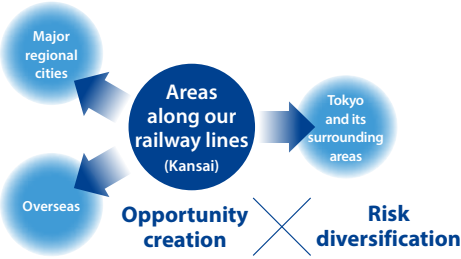 Major
regional
cities
Areas
along our
railway lines
(Kansai)
Tokyo
and its
surrounding
areas
Overseas
Opportunity
creation
Risk
diversification